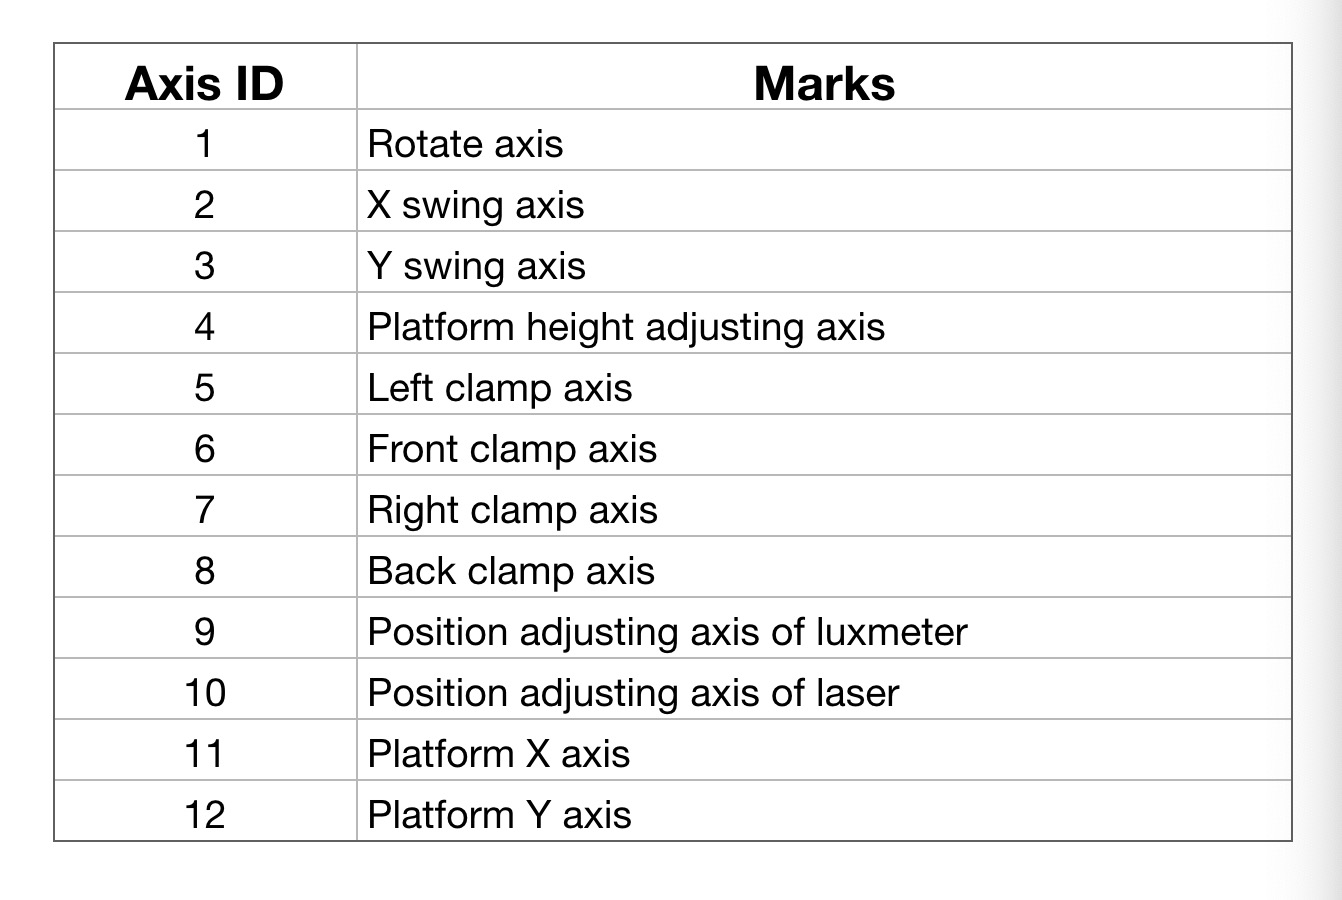 Axis ID Marks
1 Rotate axis
2 X swing axis
3 Y swing axis
4 Platform height adjusting axis
5 Left clamp axis
6 Front clamp axis
7 Right clamp axis
8 Back clamp axis
9 Position adjusting axis of luxmeter
10 Position adjusting axis of laser
11 Platform X axis
12 Platform Y axis